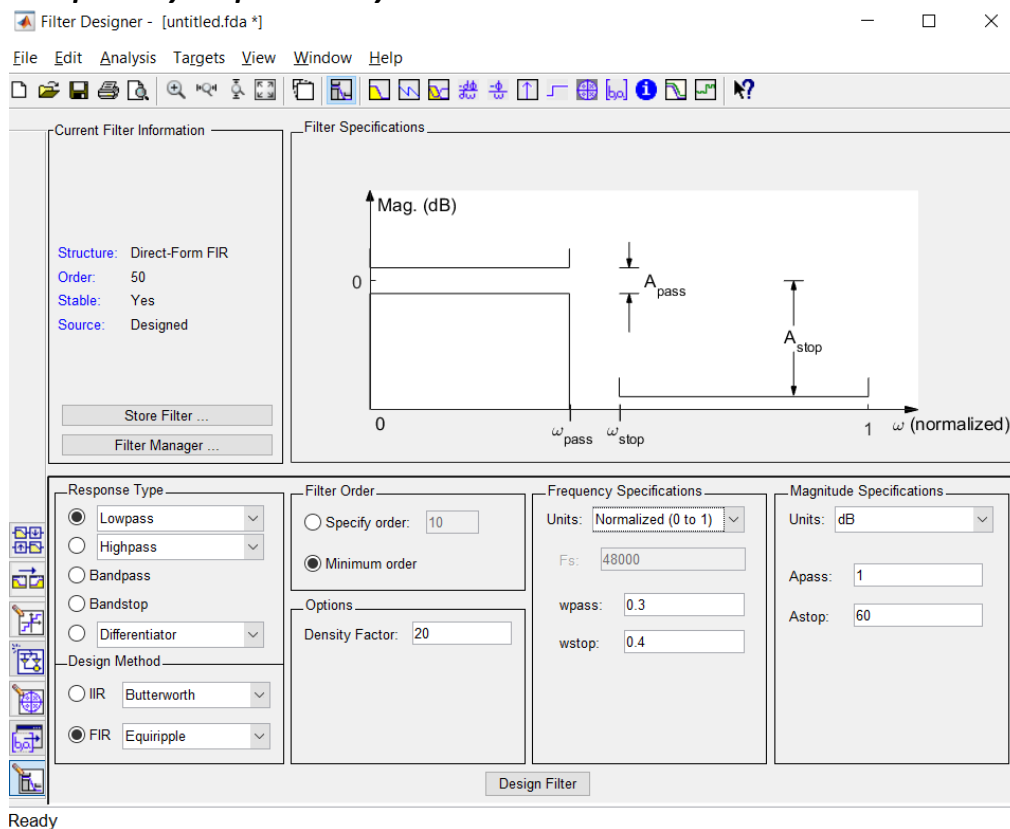 Filter Designer - [untitled.fda *]
File Edit Analysis Targets View Window Help
Current Filter Information
Structure: Direct-Form FIR
Order: 50
Stable: Yes
Source: Designed
Store Filter ...
Filter Manager ...
Filter Specifications
Mag. (dB)
0
Apass
Astop
0
ωpass
ωstop
1
ω (normalized)
Response Type
Lowpass
Highpass
Bandpass
Bandstop
Differentiator
Design Method
IIR Butterworth
FIR Equiripple
Filter Order
Specify order: 10
Minimum order
Options
Density Factor: 20
Frequency Specifications
Units: Normalized (0 to 1)
Fs: 48000
wpass: 0.3
wstop: 0.4
Magnitude Specifications
Units: dB
Apass: 1
Astop: 60
Design Filter
Ready